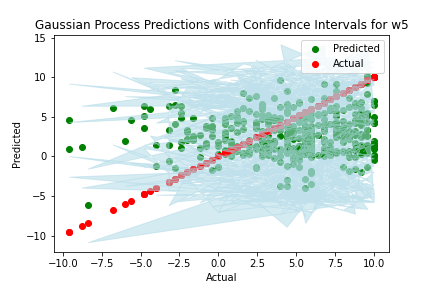 Gaussian Process Predictions with Confidence Intervals for w5
Predicted
Actual
15
10
5
0
−5
−10
Predicted
−10.0 −7.5 −5.0 −2.5 0.0 2.5 5.0 7.5 10.0
Actual